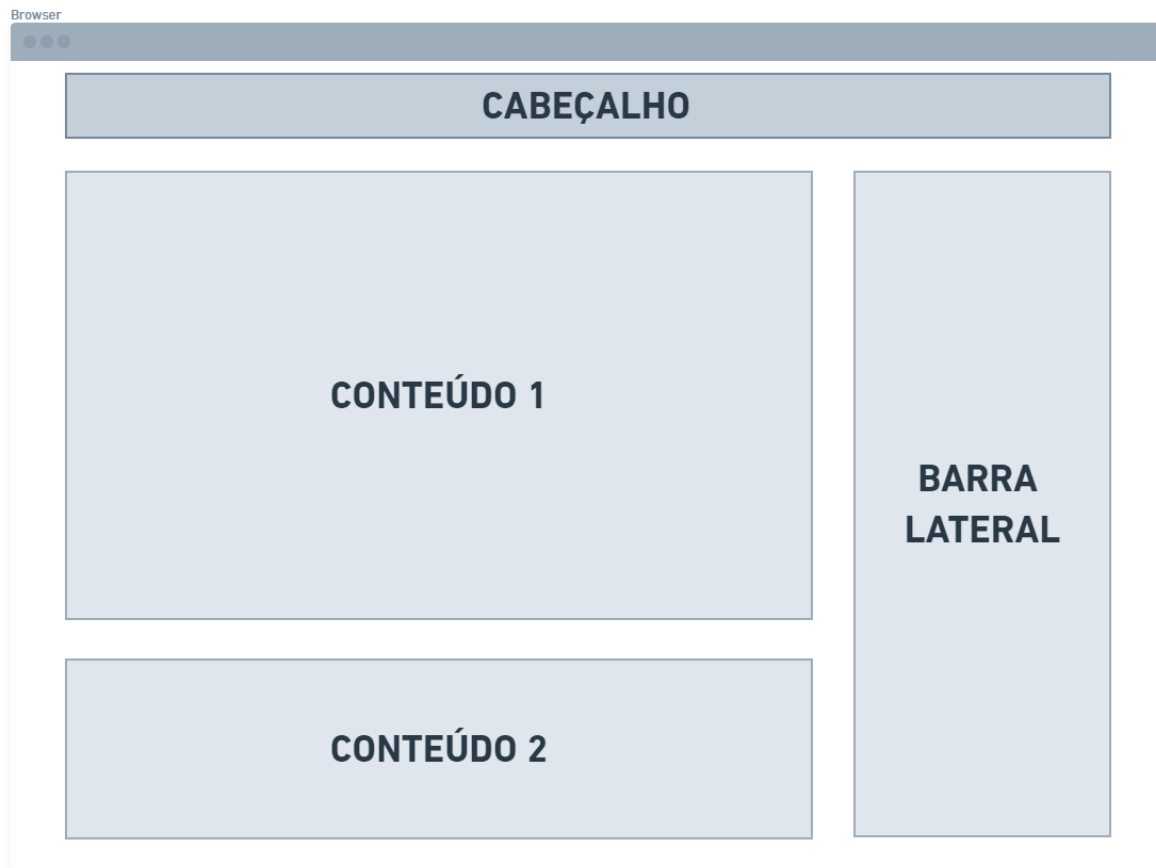 Browser
CABEÇALHO
CONTEÚDO 1
BARRA
LATERAL
CONTEÚDO 2